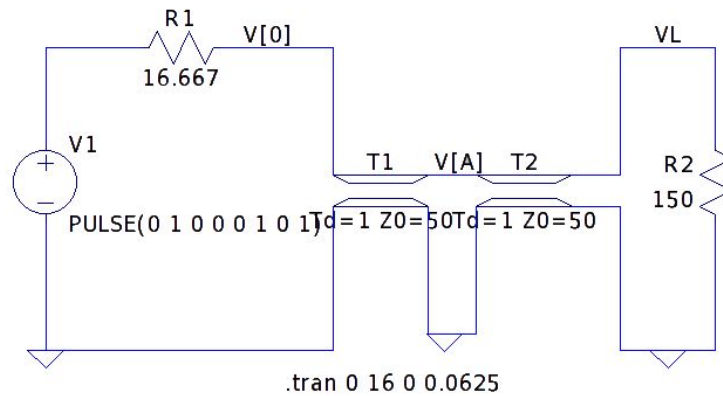 R1
V[0]
VL
16.667
V1
T1
V[A]
T2
R2
150
PULSE(0 1 0 0 0 1 0 1)
Td=1 Z0=50
Td=1 Z0=50
.tran 0 16 0 0.0625